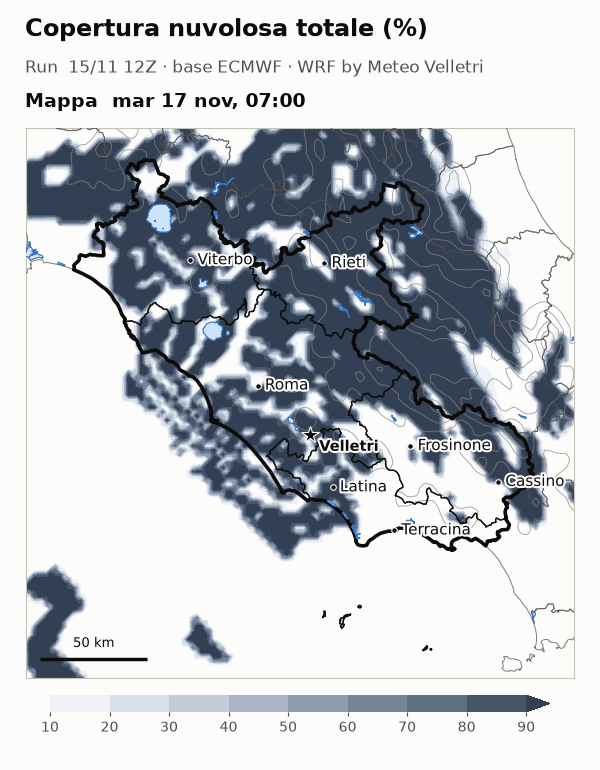 Copertura nuvolosa totale (%)
Run  15/11 12Z · base ECMWF · WRF by Meteo Velletri
Mappa  mar 17 nov, 07:00
Viterbo
Rieti
Roma
Velletri
Frosinone
Latina
Cassino
Terracina
50 km
10 20 30 40 50 60 70 80 90